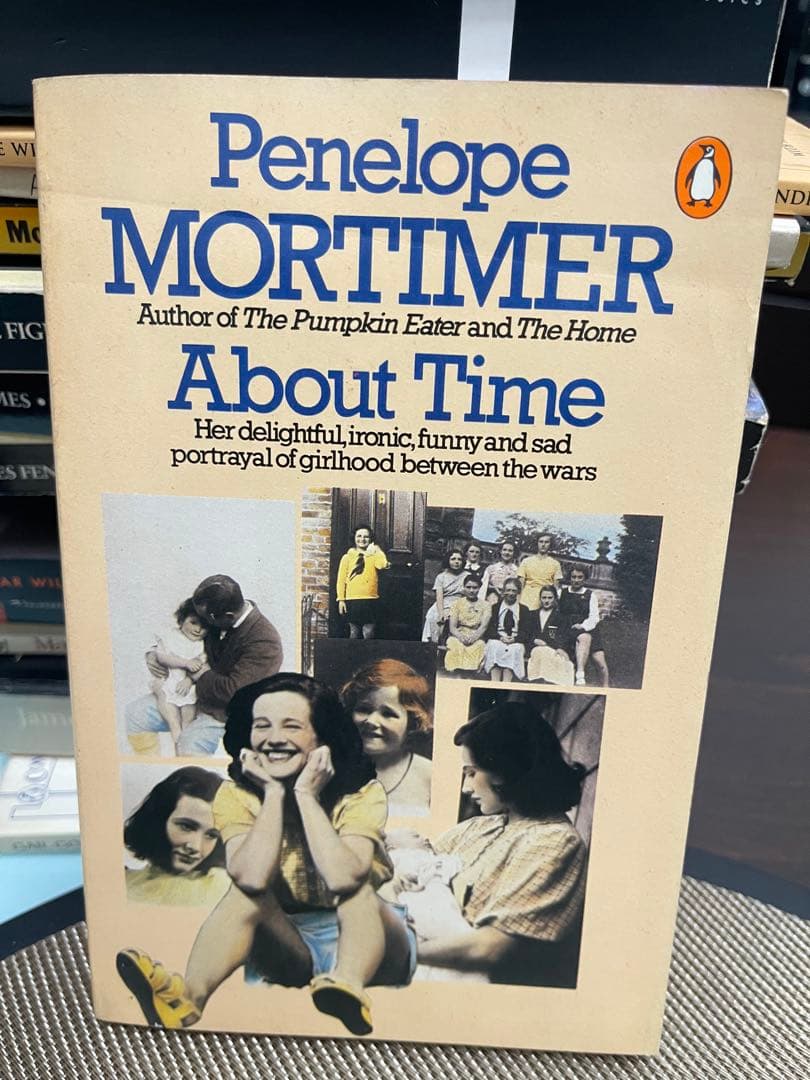 Penelope
MORTIMER
Author of The Pumpkin Eater and The Home
About Time
Her delightful, ironic, funny and sad
portrayal of girlhood between the wars